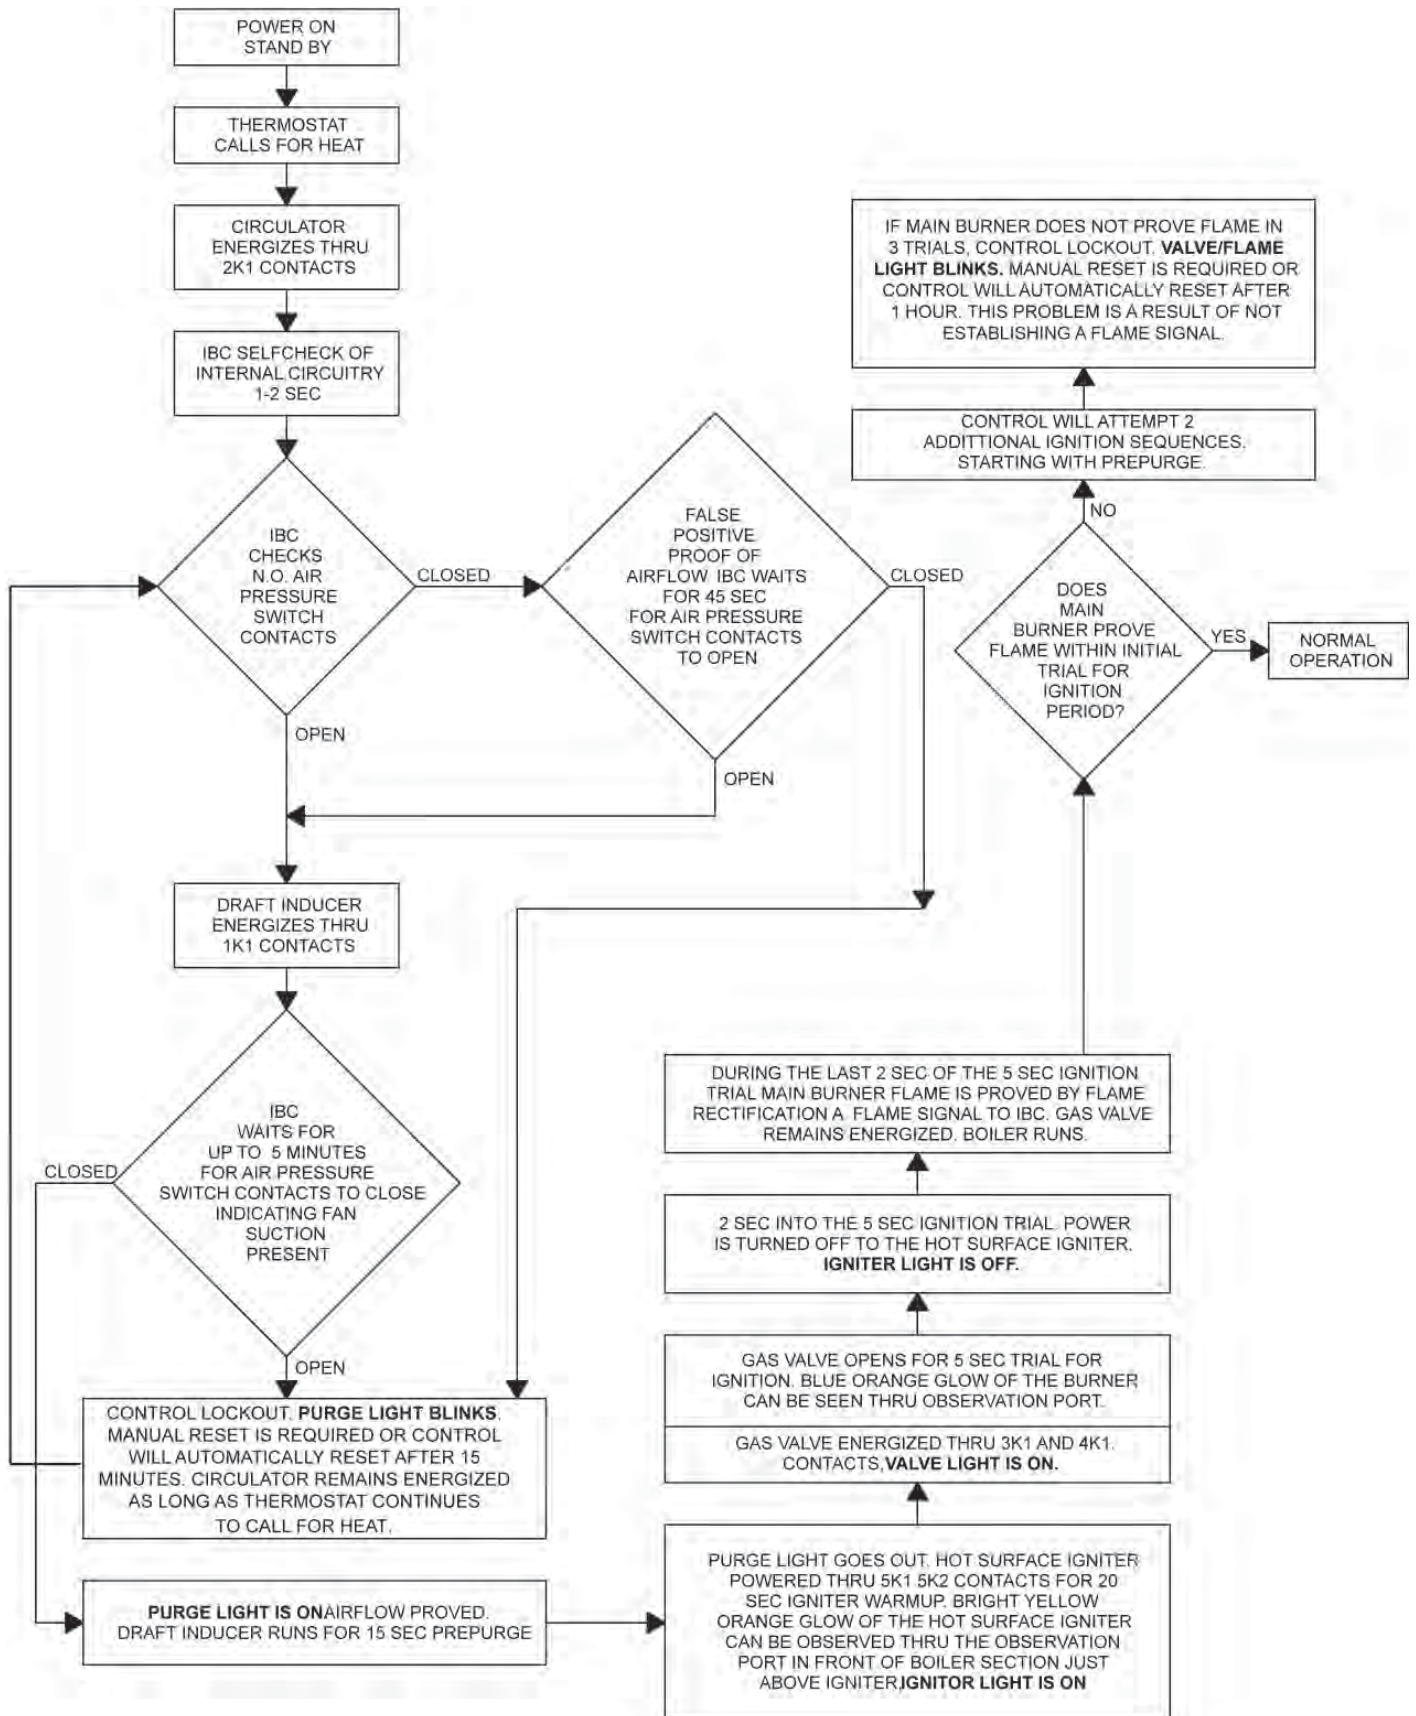 POWER ON
STAND BY
THERMOSTAT
CALLS FOR HEAT
CIRCULATOR
ENERGIZES THRU
2K1 CONTACTS
IBC SELFCHECK OF
INTERNAL CIRCUITRY
1-2 SEC
IBC
CHECKS
N.O. AIR
PRESSURE
SWITCH
CONTACTS
CLOSED
OPEN
FALSE
POSITIVE
PROOF OF
AIRFLOW IBC WAITS
FOR 45 SEC
FOR AIR PRESSURE
SWITCH CONTACTS
TO OPEN
CLOSED
OPEN
DRAFT INDUCER
ENERGIZES THRU
1K1 CONTACTS
IBC
WAITS FOR
UP TO 5 MINUTES
FOR AIR PRESSURE
SWITCH CONTACTS TO CLOSE
INDICATING FAN
SUCTION
PRESENT
CLOSED
OPEN
CONTROL LOCKOUT. PURGE LIGHT BLINKS.
MANUAL RESET IS REQUIRED OR CONTROL
WILL AUTOMATICALLY RESET AFTER 15
MINUTES. CIRCULATOR REMAINS ENERGIZED
AS LONG AS THERMOSTAT CONTINUES
TO CALL FOR HEAT.
PURGE LIGHT IS ONAIRFLOW PROVED.
DRAFT INDUCER RUNS FOR 15 SEC PREPURGE
PURGE LIGHT GOES OUT. HOT SURFACE IGNITER
POWERED THRU 5K1 5K2 CONTACTS FOR 20
SEC IGNITER WARMUP. BRIGHT YELLOW
ORANGE GLOW OF THE HOT SURFACE IGNITER
CAN BE OBSERVED THRU THE OBSERVATION
PORT IN FRONT OF BOILER SECTION JUST
ABOVE IGNITER,IGNITOR LIGHT IS ON
GAS VALVE ENERGIZED THRU 3K1 AND 4K1.
CONTACTS,VALVE LIGHT IS ON.
GAS VALVE OPENS FOR 5 SEC TRIAL FOR
IGNITION. BLUE ORANGE GLOW OF THE BURNER
CAN BE SEEN THRU OBSERVATION PORT.
2 SEC INTO THE 5 SEC IGNITION TRIAL. POWER
IS TURNED OFF TO THE HOT SURFACE IGNITER.
IGNITER LIGHT IS OFF.
DURING THE LAST 2 SEC OF THE 5 SEC IGNITION
TRIAL MAIN BURNER FLAME IS PROVED BY FLAME
RECTIFICATION A FLAME SIGNAL TO IBC. GAS VALVE
REMAINS ENERGIZED. BOILER RUNS.
DOES
MAIN
BURNER PROVE
FLAME WITHIN INITIAL
TRIAL FOR
IGNITION
PERIOD?
YES
NORMAL
OPERATION
NO
CONTROL WILL ATTEMPT 2
ADDITTIONAL IGNITION SEQUENCES.
STARTING WITH PREPURGE.
IF MAIN BURNER DOES NOT PROVE FLAME IN
3 TRIALS, CONTROL LOCKOUT. VALVE/FLAME
LIGHT BLINKS. MANUAL RESET IS REQUIRED OR
CONTROL WILL AUTOMATICALLY RESET AFTER
1 HOUR. THIS PROBLEM IS A RESULT OF NOT
ESTABLISHING A FLAME SIGNAL.